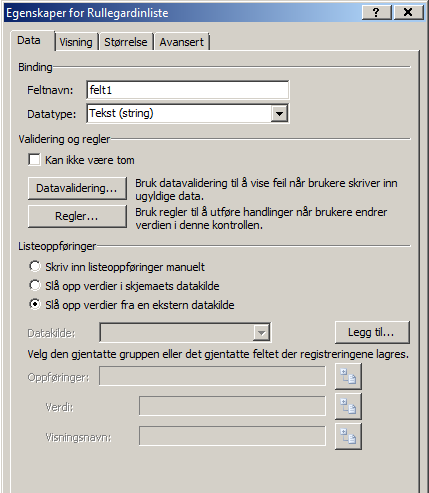 Egenskaper for Rullegardinliste
Data Visning Størrelse Avansert
Binding
Feltnavn: felt1
Datatype: Tekst (string)
Validering og regler
Kan ikke være tom
Datavalidering... Bruk datavalidering til å vise feil når brukere skriver inn
ugyldige data.
Regler... Bruk regler til å utføre handlinger når brukere endrer
verdien i denne kontrollen.
Listeoppføringer
Skriv inn listeoppføringer manuelt
Slå opp verdier i skjemaets datakilde
Slå opp verdier fra en ekstern datakilde
Datakilde: Legg til...
Velg den gjentatte gruppen eller det gjentatte feltet der registreringene lagres.
Oppføringer:
Verdi:
Visningsnavn: